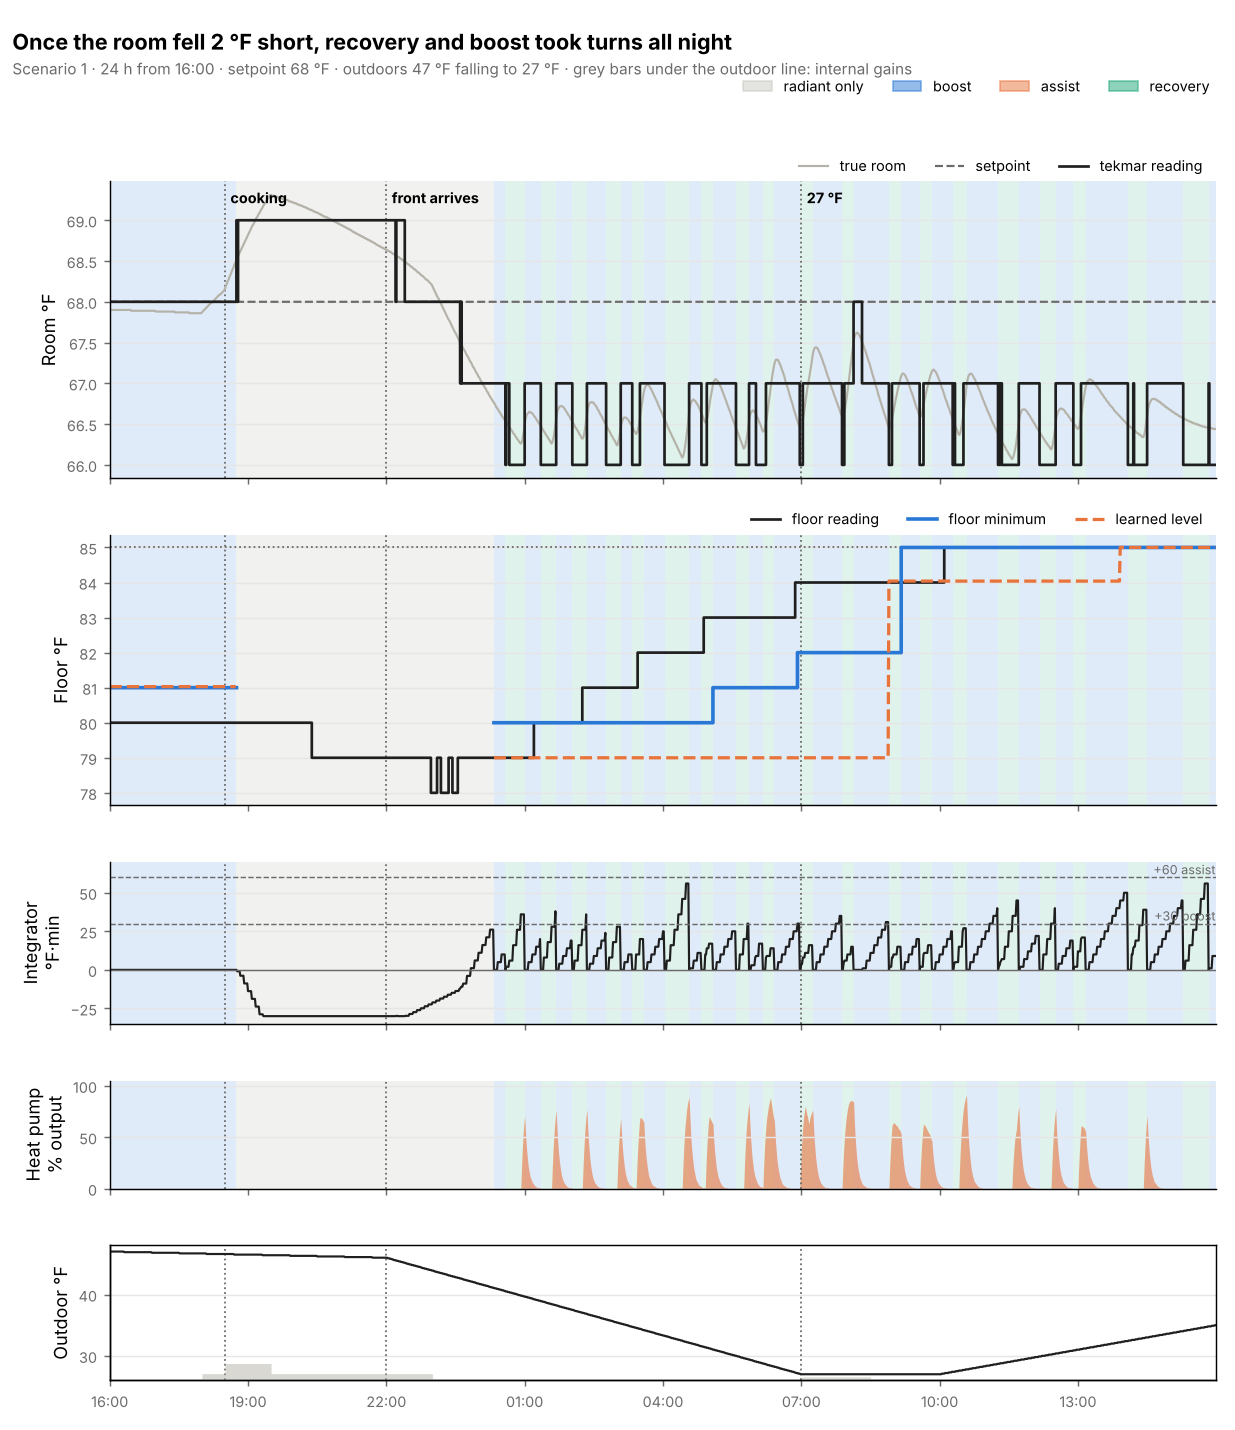 Once the room fell 2 °F short, recovery and boost took turns all night
Scenario 1 · 24 h from 16:00 · setpoint 68 °F · outdoors 47 °F falling to 27 °F · grey bars under the outdoor line: internal gains
radiant only boost assist recovery
true room setpoint tekmar reading
cooking front arrives 27 °F
69.0
68.5
68.0
67.5
67.0
66.5
66.0
Room °F
floor reading floor minimum learned level
85
84
83
82
81
80
79
78
Floor °F
+60 assist
+30 boost
50
25
0
−25
Integrator
°F·min
100
50
0
Heat pump
% output
40
30
Outdoor °F
16:00 19:00 22:00 01:00 04:00 07:00 10:00 13:00